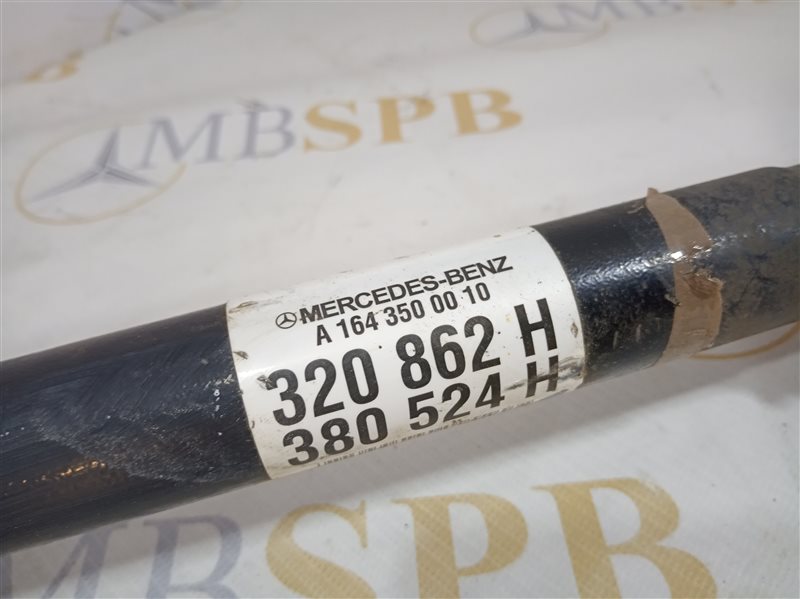 MBSPB
MERCEDES-BENZ
A 164 350 00 10
320 862 H
380 524 H
MBSPB